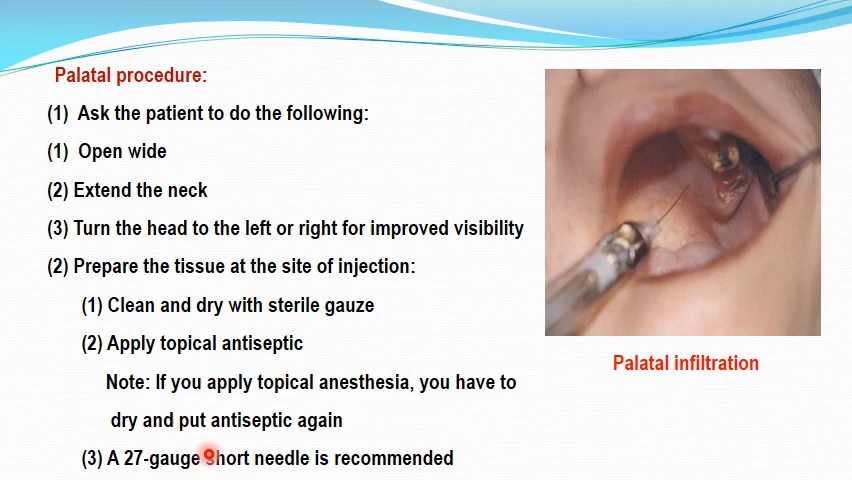 Palatal procedure:
(1) Ask the patient to do the following:
(1) Open wide
(2) Extend the neck
(3) Turn the head to the left or right for improved visibility
(2) Prepare the tissue at the site of injection:
(1) Clean and dry with sterile gauze
(2) Apply topical antiseptic
Note: If you apply topical anesthesia, you have to
dry and put antiseptic again
(3) A 27-gauge short needle is recommended
Palatal infiltration